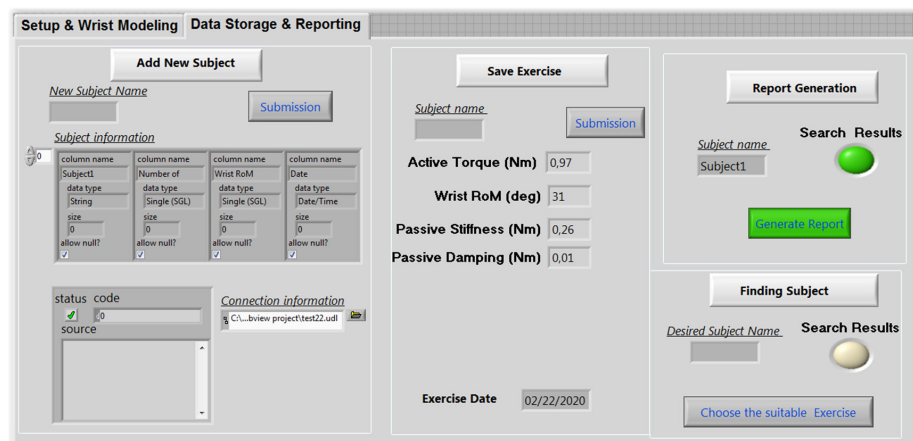 Setup & Wrist Modeling
Data Storage & Reporting
Add New Subject
New Subject Name
Submission
Subject information
0
column name
column name
column name
column name
Subject1
Number of
Wrist RoM
Date
data type
data type
data type
data type
String
Single (SGL)
Single (SGL)
Date/Time
size
size
size
size
0
0
0
0
allow null?
allow null?
allow null?
allow null?
status
code
0
source
Connection information
C:\...bview project\test22.udl
Save Exercise
Subject name
Submission
Active Torque (Nm)
0,97
Wrist RoM (deg)
31
Passive Stiffness (Nm)
0,26
Passive Damping (Nm)
0,01
Exercise Date
02/22/2020
Report Generation
Subject name
Search Results
Subject1
Generate Report
Finding Subject
Desired Subject Name
Search Results
Choose the suitable Exercise